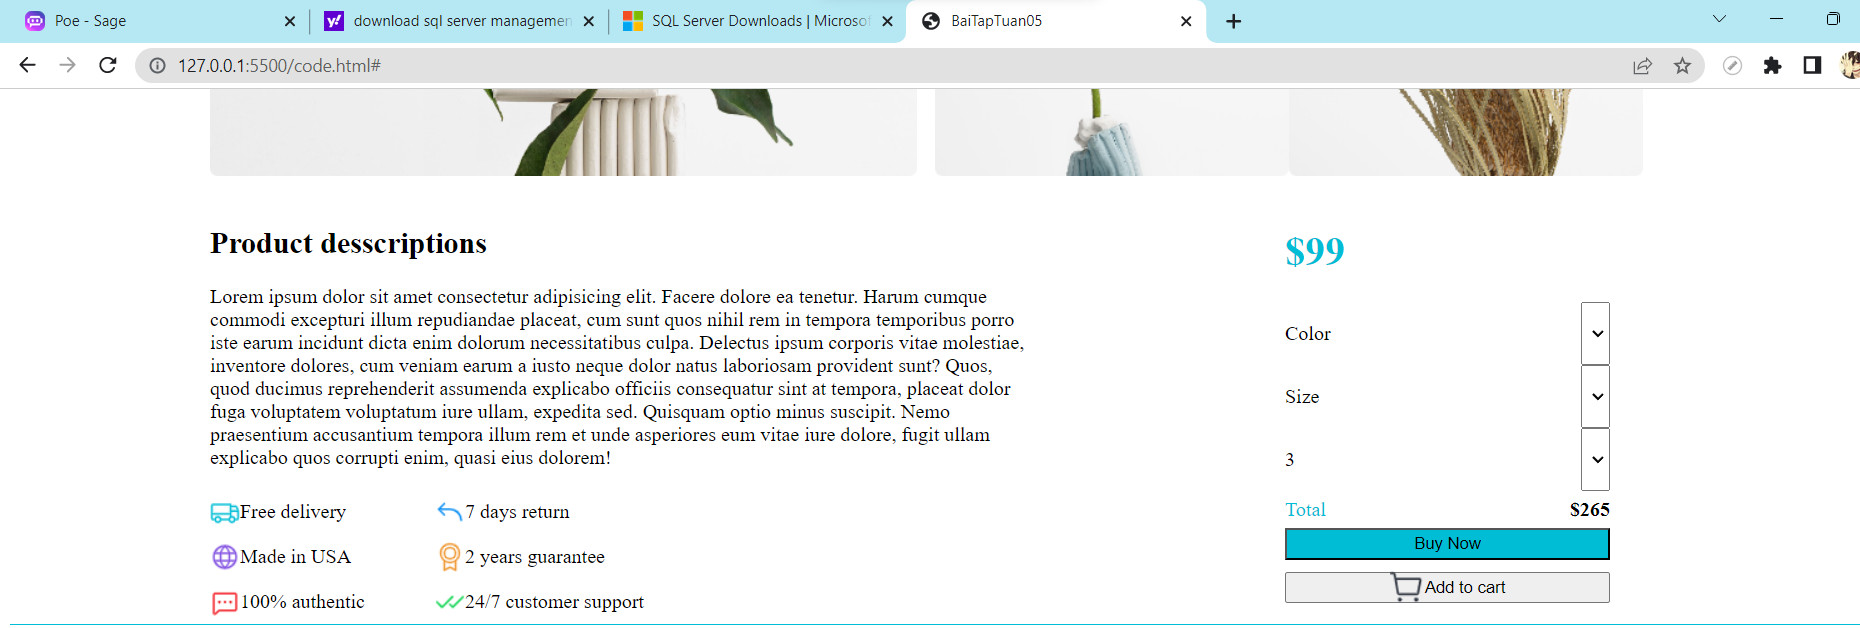 Poe - Sage
download sql server managemen
SQL Server Downloads | Microsof
BaiTapTuan05
127.0.0.1:5500/code.html#
Product desscriptions
$99
Lorem ipsum dolor sit amet consectetur adipisicing elit. Facere dolore ea tenetur. Harum cumque
commodi excepturi illum repudiandae placeat, cum sunt quos nihil rem in tempora temporibus porro
iste earum incidunt dicta enim dolorum necessitatibus culpa. Delectus ipsum corporis vitae molestiae,
inventore dolores, cum veniam earum a iusto neque dolor natus laboriosam provident sunt? Quos,
quod ducimus reprehenderit assumenda explicabo officiis consequatur sint at tempora, placeat dolor
fuga voluptatem voluptatum iure ullam, expedita sed. Quisquam optio minus suscipit. Nemo
praesentium accusantium tempora illum rem et unde asperiores eum vitae iure dolore, fugit ullam
explicabo quos corrupti enim, quasi eius dolorem!
Color
Size
3
Free delivery
7 days return
Total $265
Made in USA
2 years guarantee
Buy Now
100% authentic
24/7 customer support
Add to cart